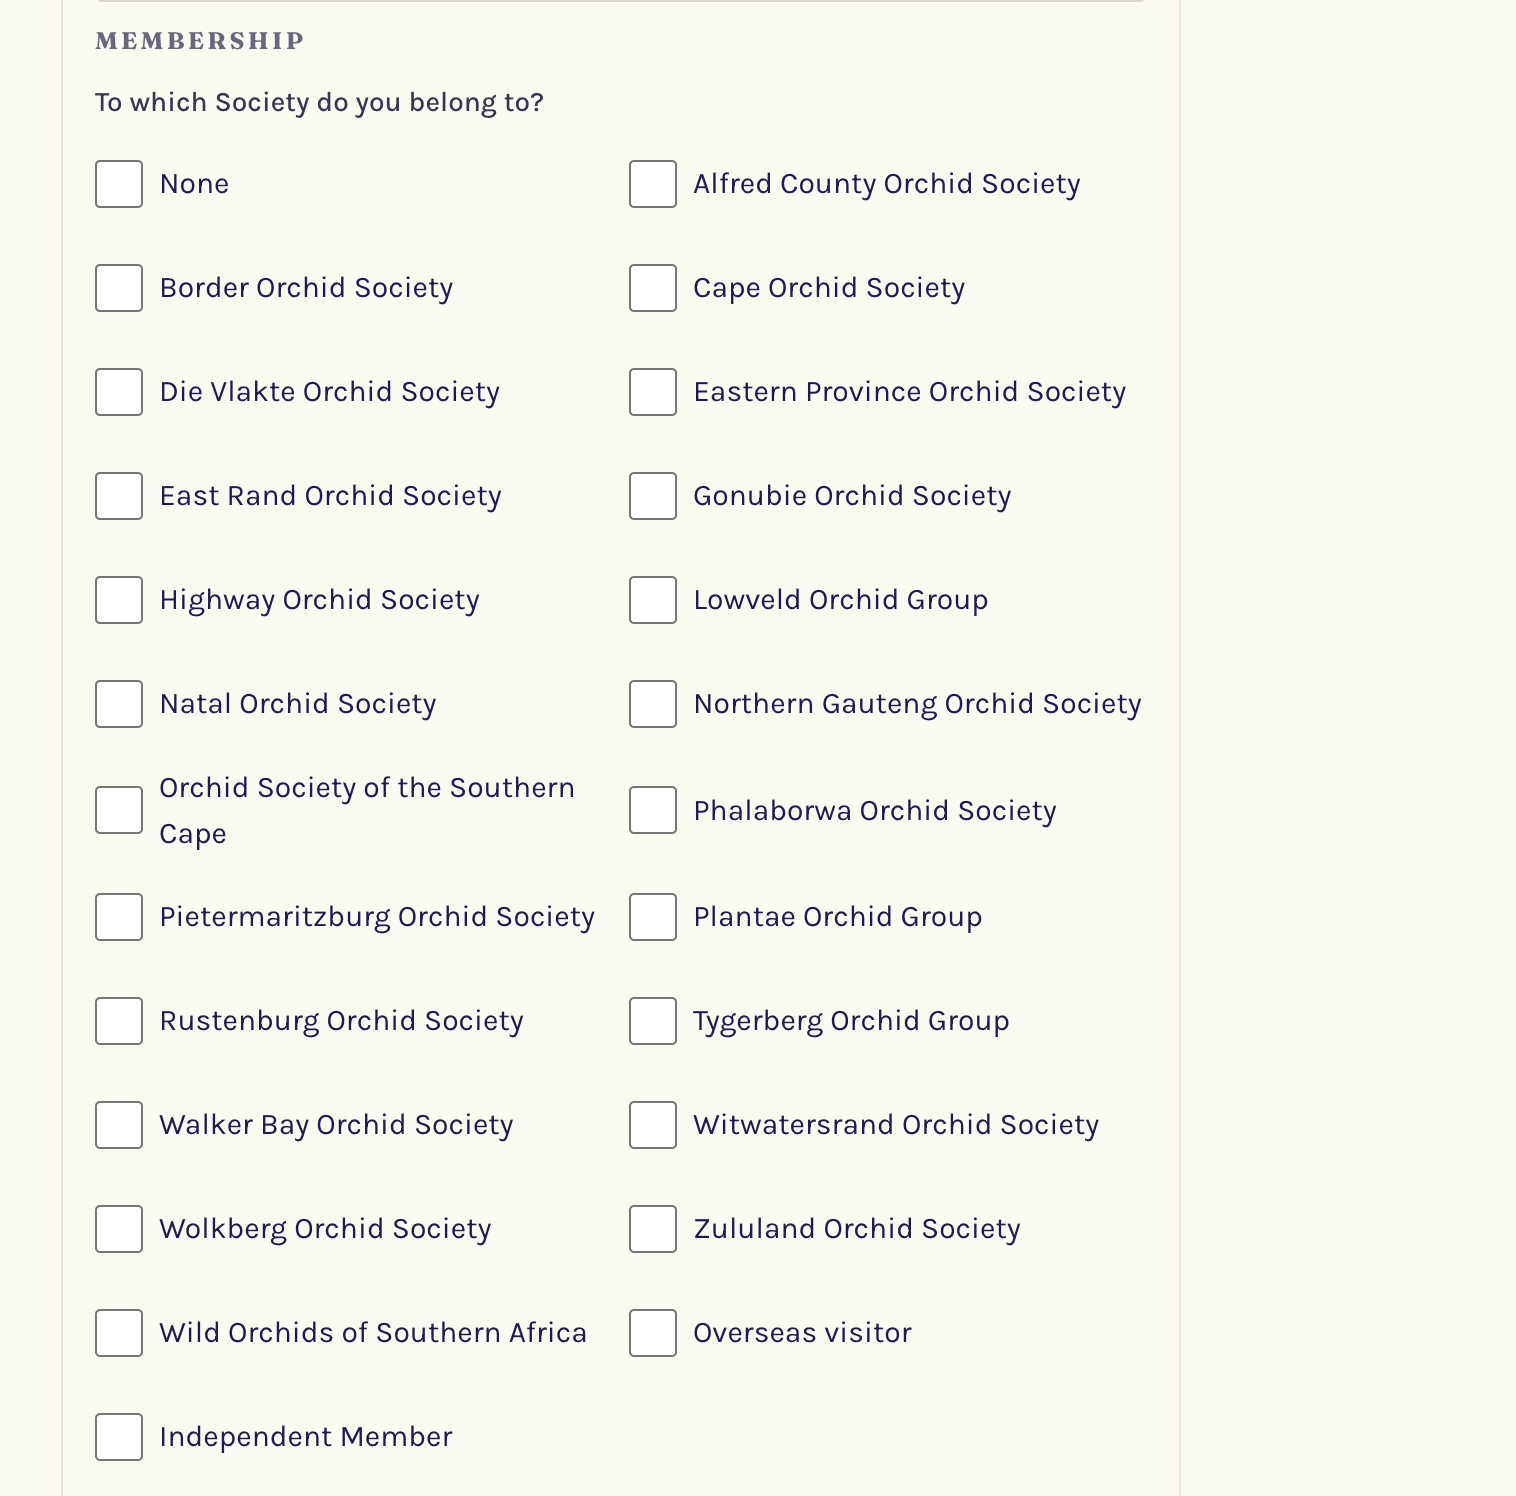 MEMBERSHIP
To which Society do you belong to?
None
Alfred County Orchid Society
Border Orchid Society
Cape Orchid Society
Die Vlakte Orchid Society
Eastern Province Orchid Society
East Rand Orchid Society
Gonubie Orchid Society
Highway Orchid Society
Lowveld Orchid Group
Natal Orchid Society
Northern Gauteng Orchid Society
Orchid Society of the Southern
Cape
Phalaborwa Orchid Society
Pietermaritzburg Orchid Society
Plantae Orchid Group
Rustenburg Orchid Society
Tygerberg Orchid Group
Walker Bay Orchid Society
Witwatersrand Orchid Society
Wolkberg Orchid Society
Zululand Orchid Society
Wild Orchids of Southern Africa
Overseas visitor
Independent Member